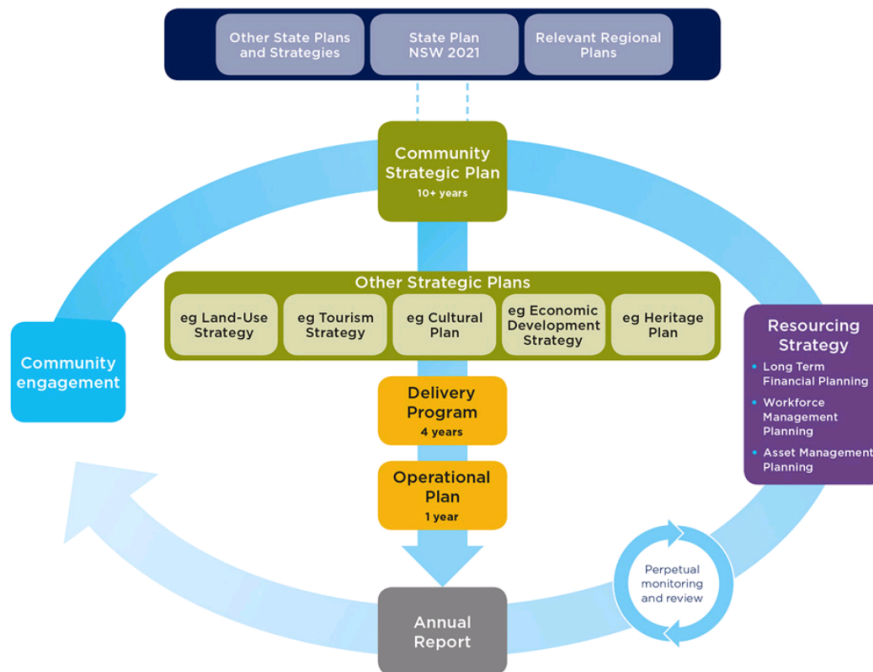 Other State Plans
and Strategies
State Plan
NSW 2021
Relevant Regional
Plans
Community
Strategic Plan
10+ years
Other Strategic Plans
eg Land-Use
Strategy
eg Tourism
Strategy
eg Cultural
Plan
eg Economic
Development
Strategy
eg Heritage
Plan
Community
engagement
Resourcing
Strategy
• Long Term
Financial Planning
• Workforce
Management
Planning
• Asset Management
Planning
Delivery
Program
4 years
Operational
Plan
1 year
Perpetual
monitoring
and review
Annual
Report